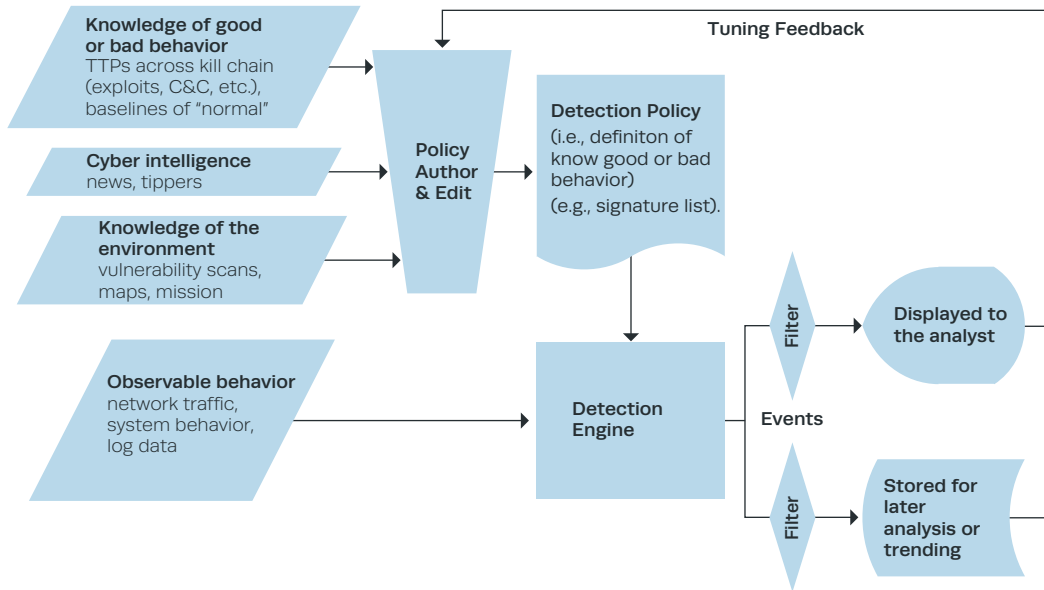 Knowledge of good
or bad behavior
TTPs across kill chain
(exploits, C&C, etc.),
baselines of “normal”
Cyber intelligence
news, tippers
Knowledge of the
environment
vulnerability scans,
maps, mission
Observable behavior
network traffic,
system behavior,
log data
Policy
Author
& Edit
Tuning Feedback
Detection Policy
(i.e., definiton of
know good or bad
behavior)
(e.g., signature list).
Detection
Engine
Events
Filter
Displayed to
the analyst
Filter
Stored for
later
analysis or
trending